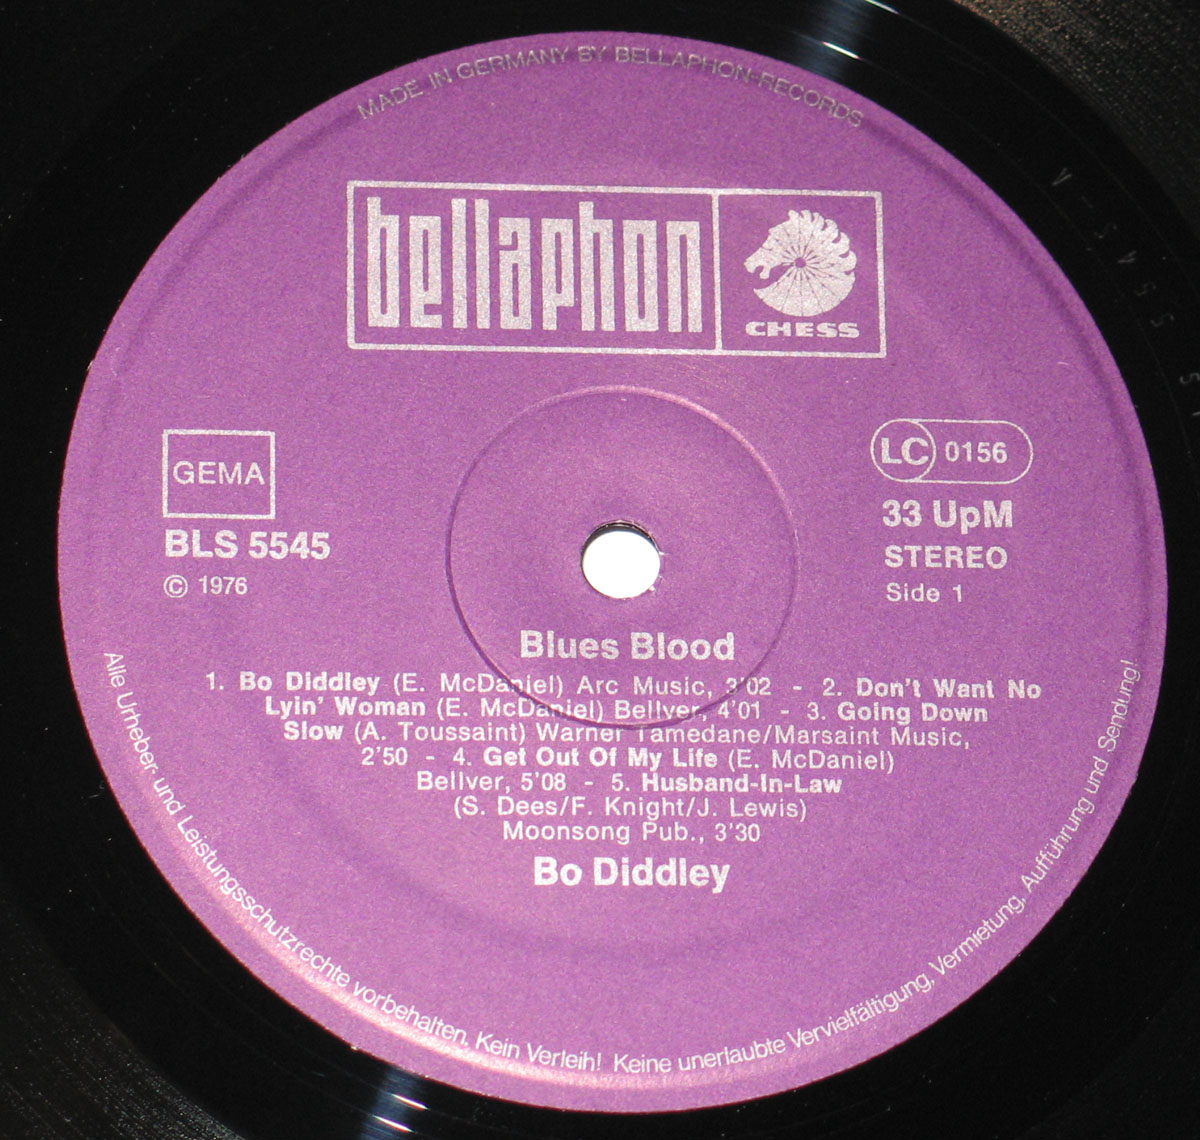 MADE IN GERMANY BY BELLAPHON-RECORDS
bellaphon
CHESS
GEMA
BLS 5545
© 1976
LC 0156
33 UpM
STEREO
Side 1
Blues Blood
1. Bo Diddley (E. McDaniel) Arc Music, 3'02 - 2. Don't Want No
Lyin' Woman (E. McDaniel) Bellver, 4'01 - 3. Going Down
Slow (A. Toussaint) Warner Tamedane/Marsaint Music,
2'50 - 4. Get Out Of My Life (E. McDaniel)
Bellver, 5'08 - 5. Husband-In-Law
(S. Dees/F. Knight/J. Lewis)
Moonsong Pub., 3'30
Bo Diddley
Alle Urheber- und Leistungsschutzrechte vorbehalten, Kein Verleih! Keine unerlaubte Vervielfältigung, Vermietung, Aufführung und Sendung!